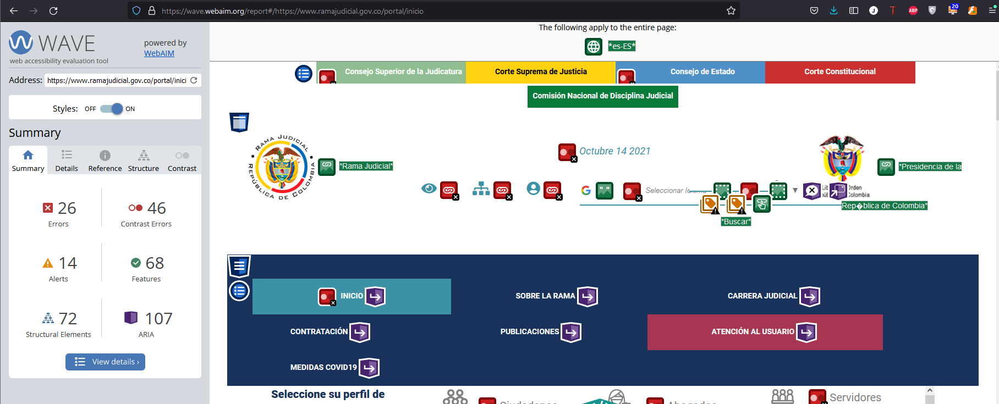 https://wave.webaim.org/report#/https://www.ramajudicial.gov.co/portal/inicio
J
T
ABP
20
WAVE
web accessibility evaluation tool
powered by
WebAIM
Address: https://www.ramajudicial.gov.co/portal/inici
Styles: OFF ON
Summary
Summary Details Reference Structure Contrast
26 Errors
46 Contrast Errors
14 Alerts
68 Features
72 Structural Elements
107 ARIA
View details ›
The following apply to the entire page:
*es-ES*
Consejo Superior de la Judicatura
Corte Suprema de Justicia
Consejo de Estado
Corte Constitucional
Comisión Nacional de Disciplina Judicial
RAMA JUDICIAL
REPÚBLICA DE COLOMBIA
*Rama Judicial*
Octubre 14 2021
*Presidencia de la
G
Seleccionar
Orden
Colombia
Rep�blica de Colombia*
*Buscar*
INICIO
SOBRE LA RAMA
CARRERA JUDICIAL
CONTRATACIÓN
PUBLICACIONES
ATENCIÓN AL USUARIO
MEDIDAS COVID19
Seleccione su perfil de
Ciudadanos
Abogados
Servidores